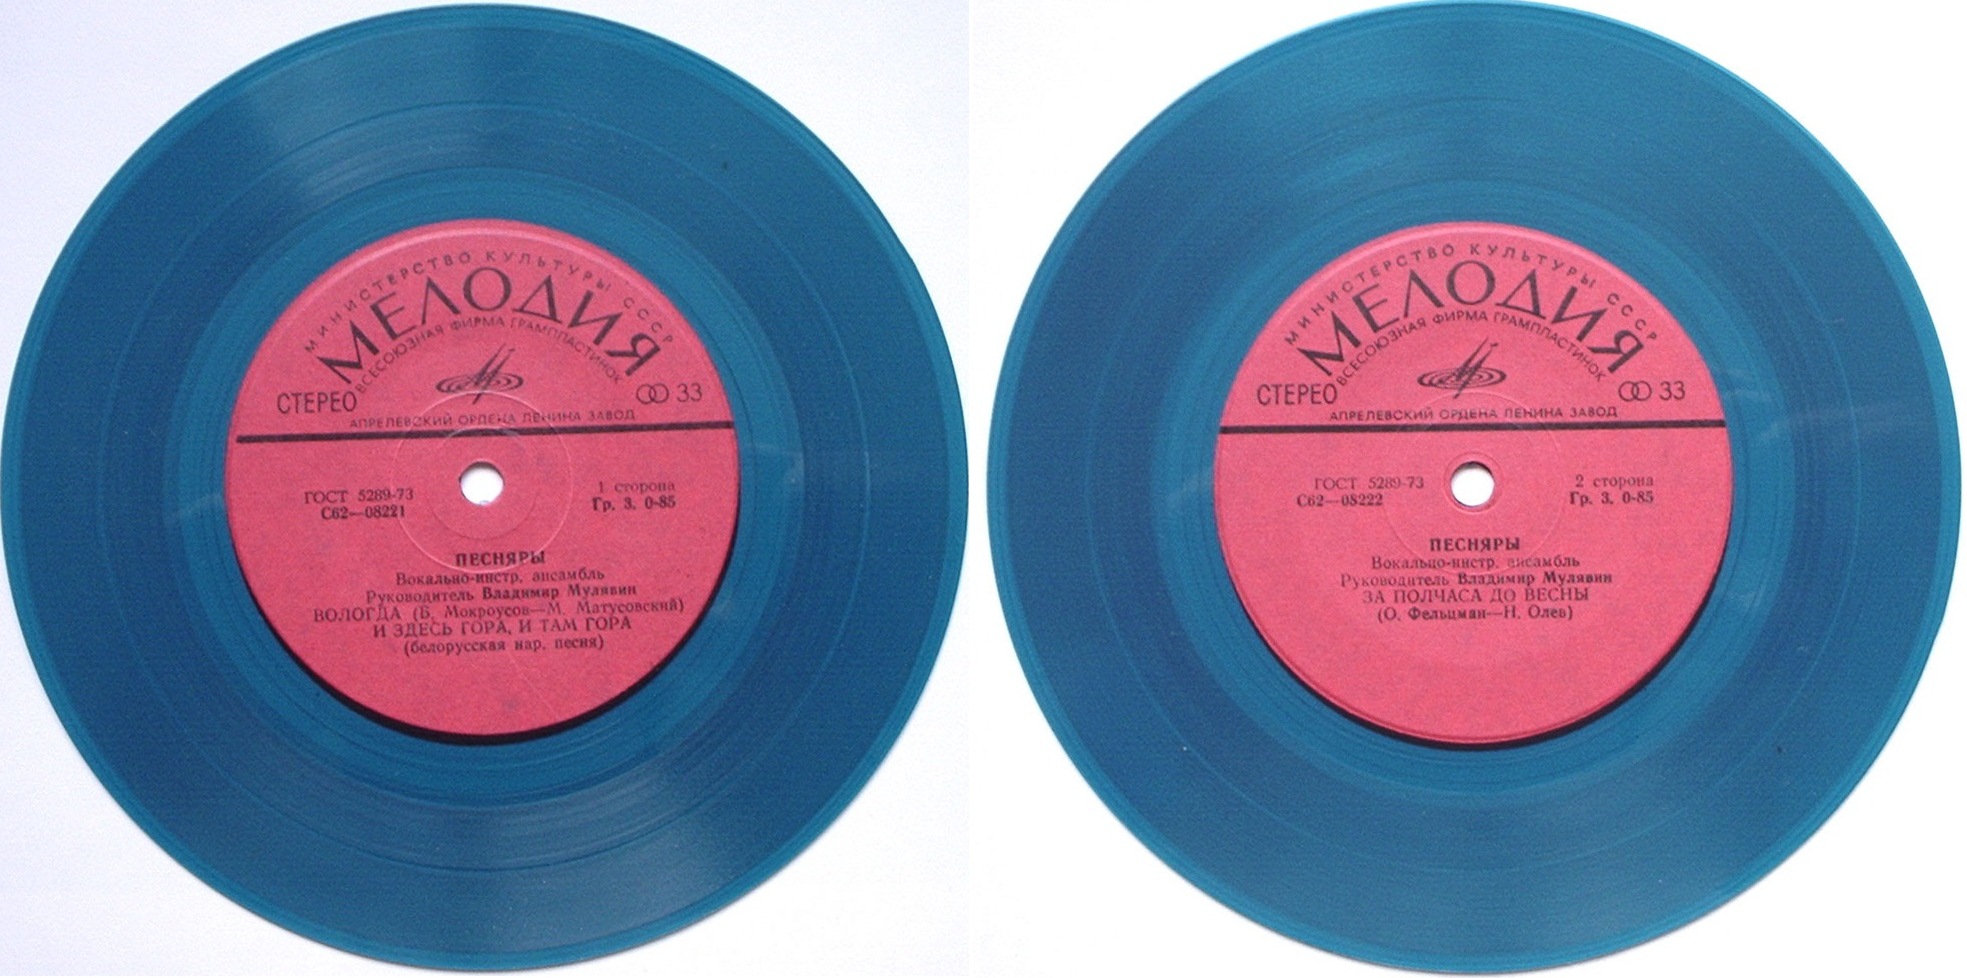 МИНИСТЕРСТВО КУЛЬТУРЫ СССР
МЕЛОДИЯ
ВСЕСОЮЗНАЯ ФИРМА ГРАМПЛАСТИНОК
СТЕРЕО 33
АПРЕЛЕВСКИЙ ОРДЕНА ЛЕНИНА ЗАВОД
ГОСТ 5289-73 1 сторона
С62—08221 Гр. 3. 0-85
ПЕСНЯРЫ
Вокально-инстр. ансамбль
Руководитель Владимир Мулявин
ВОЛОГДА (Б. Мокроусов—М. Матусовский)
И ЗДЕСЬ ГОРА, И ТАМ ГОРА
(белорусская нар. песня)
МИНИСТЕРСТВО КУЛЬТУРЫ СССР
МЕЛОДИЯ
ВСЕСОЮЗНАЯ ФИРМА ГРАМПЛАСТИНОК
СТЕРЕО 33
АПРЕЛЕВСКИЙ ОРДЕНА ЛЕНИНА ЗАВОД
ГОСТ 5289-73 2 сторона
С62—08222 Гр. 3. 0-85
ПЕСНЯРЫ
Вокально-инстр. ансамбль
Руководитель Владимир Мулявин
ЗА ПОЛЧАСА ДО ВЕСНЫ
(О. Фельцман—Н. Олев)